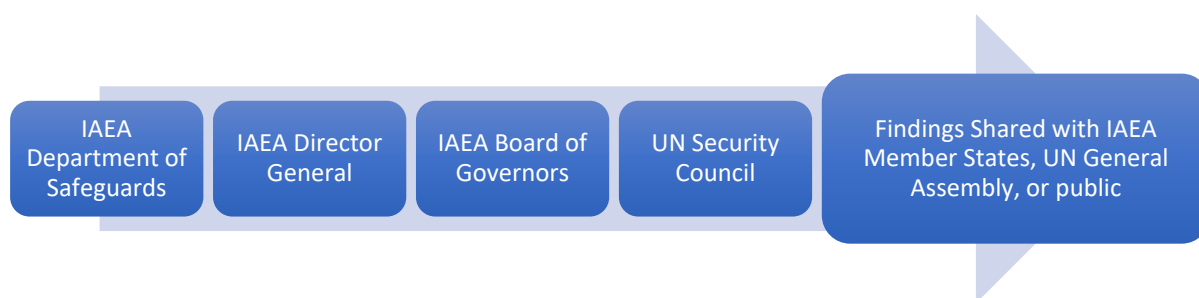 IAEA
Department of
Safeguards
IAEA Director
General
IAEA Board of
Governors
UN Security
Council
Findings Shared with IAEA
Member States, UN General
Assembly, or public